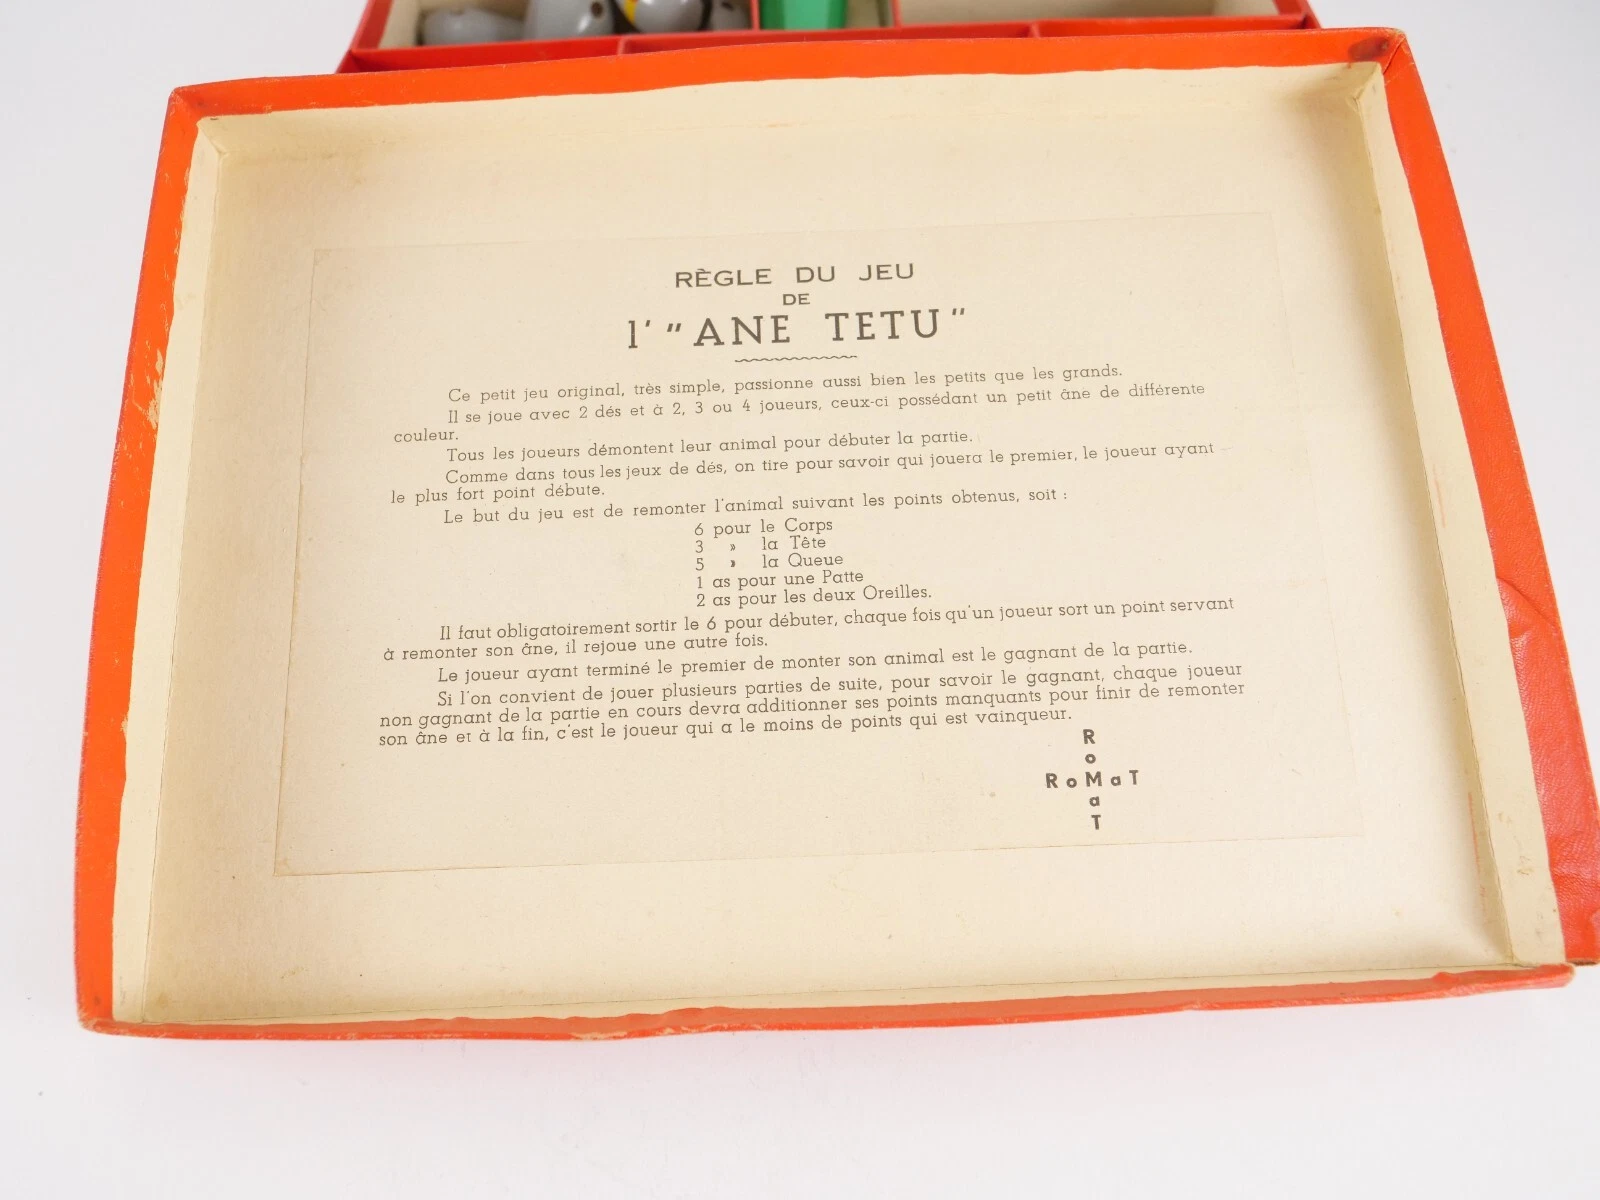 RÈGLE DU JEU
DE
l' "ANE TETU"
Ce petit jeu original, très simple, passionne aussi bien les petits que les grands.
Il se joue avec 2 dés et à 2, 3 ou 4 joueurs, ceux-ci possédant un petit âne de différente
couleur.
Tous les joueurs démontent leur animal pour débuter la partie.
Comme dans tous les jeux de dés, on tire pour savoir qui jouera le premier, le joueur ayant
le plus fort point débute.
Le but du jeu est de remonter l'animal suivant les points obtenus, soit :
6 pour le Corps
3 » la Tête
5 » la Queue
1 as pour une Patte
2 as pour les deux Oreilles.
Il faut obligatoirement sortir le 6 pour débuter, chaque fois qu'un joueur sort un point servant
à remonter son âne, il rejoue une autre fois.
Le joueur ayant terminé le premier de monter son animal est le gagnant de la partie.
Si l'on convient de jouer plusieurs parties de suite, pour savoir le gagnant, chaque joueur
non gagnant de la partie en cours devra additionner ses points manquants pour finir de remonter
son âne et à la fin, c'est le joueur qui a le moins de points qui est vainqueur.
R
o
RoMaT
a
T